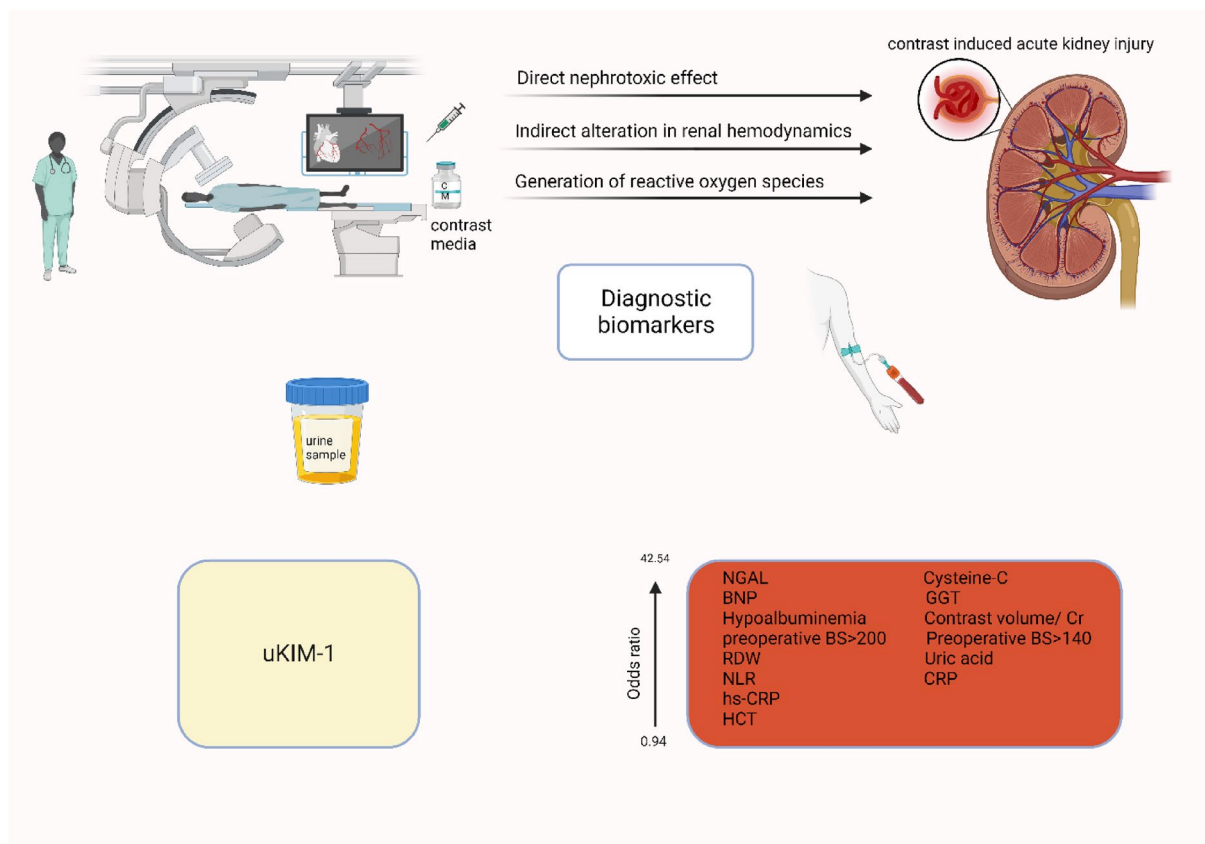 contrast induced acute kidney injury
Direct nephrotoxic effect
Indirect alteration in renal hemodynamics
Generation of reactive oxygen species
C
M
contrast
media
Diagnostic
biomarkers
urine
sample
uKIM-1
42.54
Odds ratio
0.94
NGAL
BNP
Hypoalbuminemia
preoperative BS>200
RDW
NLR
hs-CRP
HCT
Cysteine-C
GGT
Contrast volume/ Cr
Preoperative BS>140
Uric acid
CRP